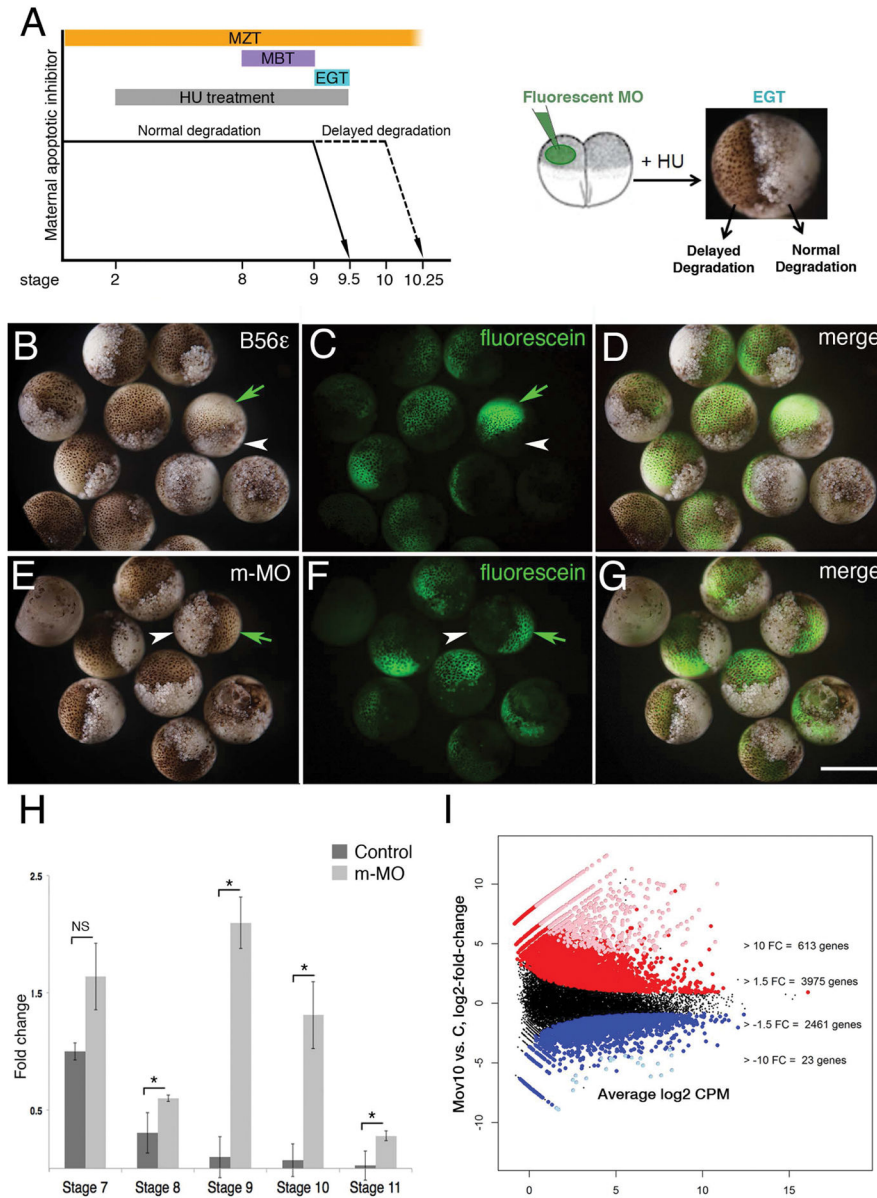 A
Maternal apoptotic inhibitor
MZT
MBT
EGT
HU treatment
Normal degradation
Delayed degradation
stage
2
8
9
9.5
10
10.25
Fluorescent MO
+ HU
EGT
Delayed
Degradation
Normal
Degradation
B
B56ε
C
fluorescein
D
merge
E
m-MO
F
fluorescein
G
merge
H
Fold change
2.5
1.5
0.5
Control
m-MO
NS
*
*
*
*
Stage 7
Stage 8
Stage 9
Stage 10
Stage 11
I
Mov10 vs. C, log2-fold-change
10
5
0
-5
-10
> 10 FC = 613 genes
> 1.5 FC = 3975 genes
> -1.5 FC = 2461 genes
> -10 FC = 23 genes
Average log2 CPM
0
5
10
15